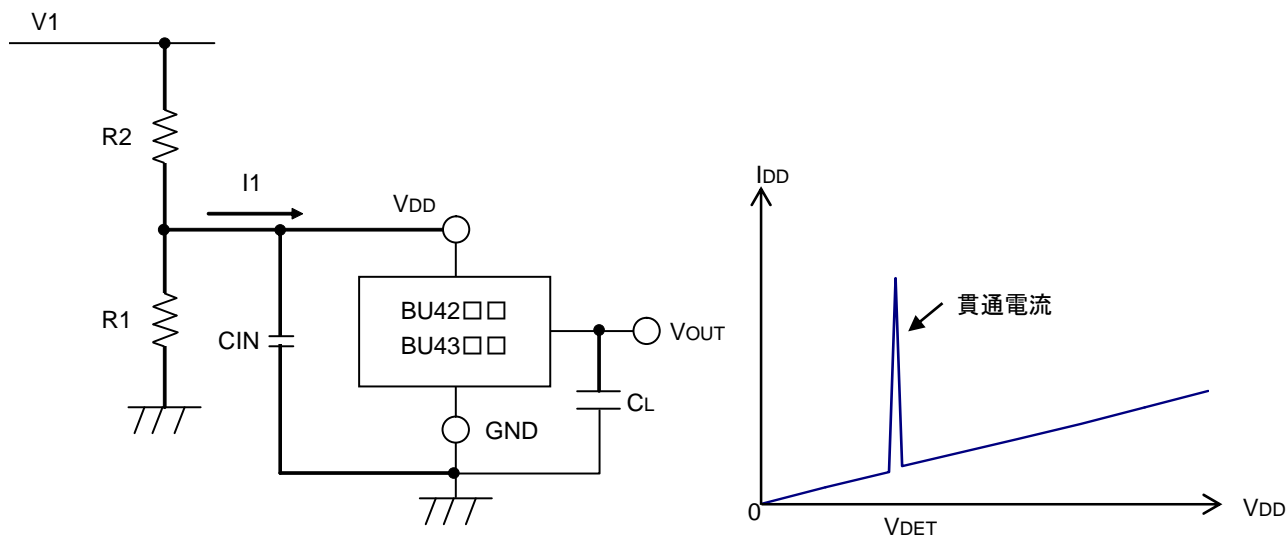 V1
R2
I1
VDD
R1
CIN
BU42□□
BU43□□
VOUT
CL
GND
IDD
貫通電流
0
VDET
VDD